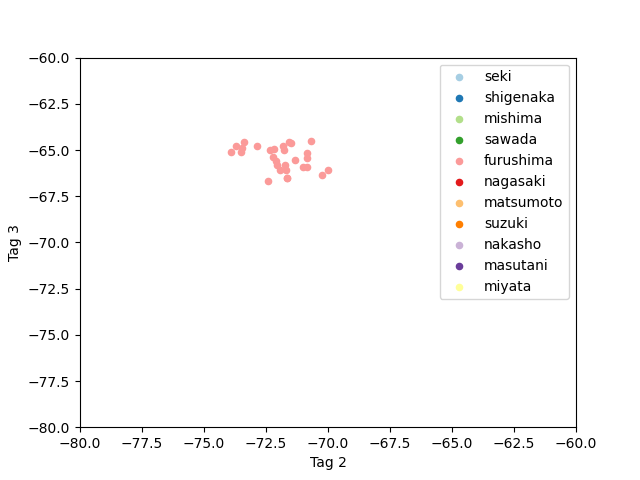 −60.0
−62.5
−65.0
−67.5
−70.0
−72.5
−75.0
−77.5
−80.0
Tag 3
−80.0 −77.5 −75.0 −72.5 −70.0 −67.5 −65.0 −62.5 −60.0
Tag 2
seki
shigenaka
mishima
sawada
furushima
nagasaki
matsumoto
suzuki
nakasho
masutani
miyata